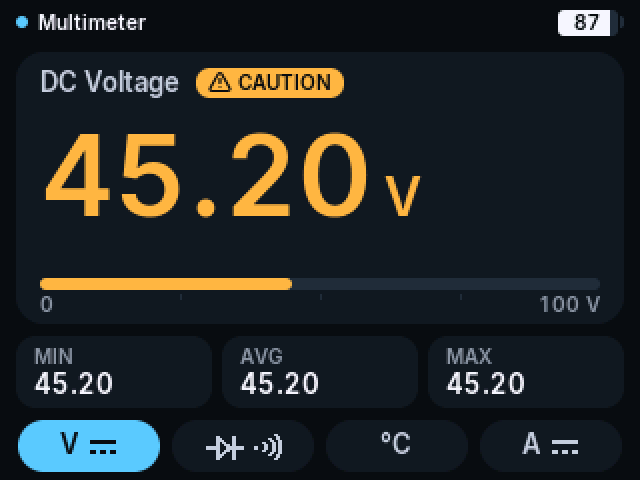 Multimeter 87
DC Voltage CAUTION
45.20 V
0 100 V
MIN AVG MAX
45.20 45.20 45.20
V °C A